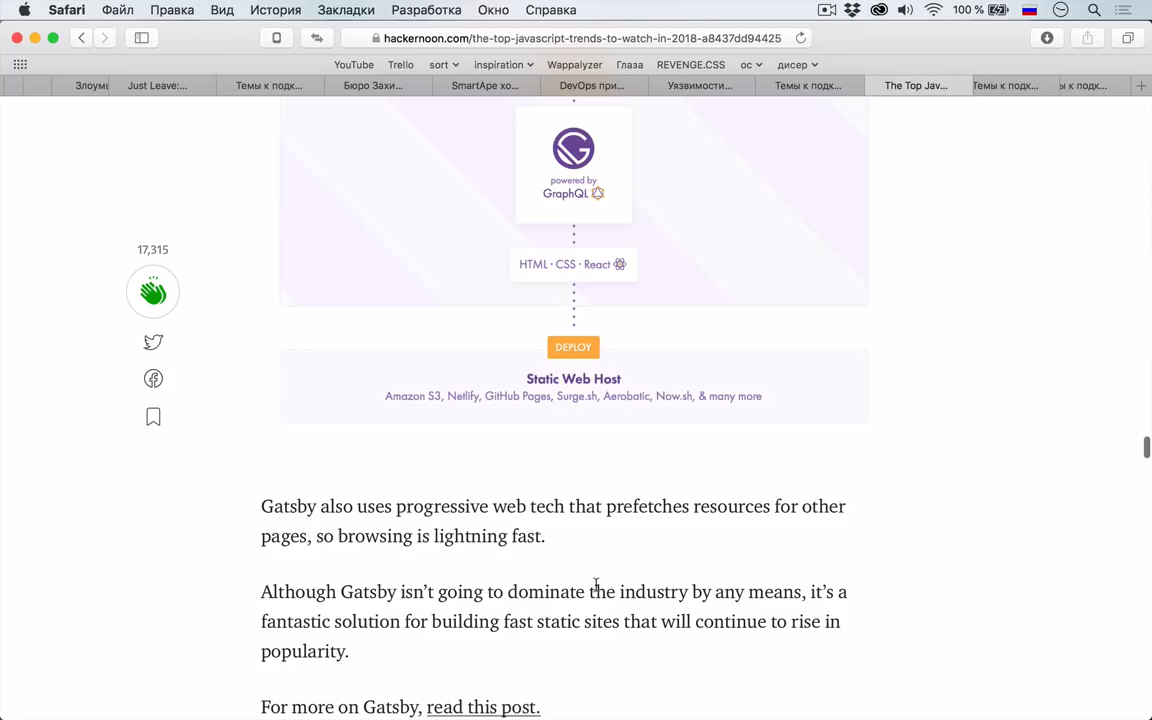 Safari Файл Правка Вид История Закладки Разработка Окно Справка 100 %
hackernoon.com/the-top-javascript-trends-to-watch-in-2018-a8437dd94425
YouTube Trello sort inspiration Wappalyzer Глаза REVENGE.CSS ос дисер
Злоумы Just Leave:... Темы к подк... Бюро Захи... SmartApe хо... DevOps при... Уязвимости... Темы к подк... The Top Jav... Темы к подк... ы к подк...
powered by
GraphQL
HTML · CSS · React
17,315
DEPLOY
Static Web Host
Amazon S3, Netlify, GitHub Pages, Surge.sh, Aerobatic, Now.sh, & many more
Gatsby also uses progressive web tech that prefetches resources for other
pages, so browsing is lightning fast.
Although Gatsby isn’t going to dominate the industry by any means, it’s a
fantastic solution for building fast static sites that will continue to rise in
popularity.
For more on Gatsby, read this post.